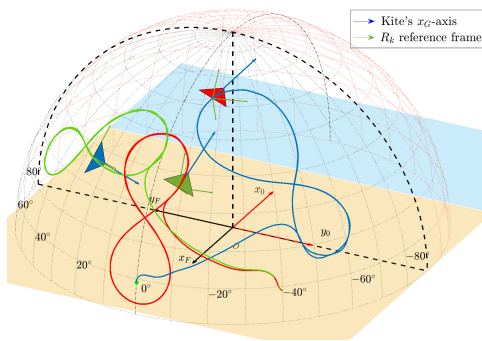 Kite's x_G-axis
R_k reference frame
80°
60°
40°
20°
0°
−20°
−40°
−60°
−80°
y_F
x_0
y_0
x_F
O